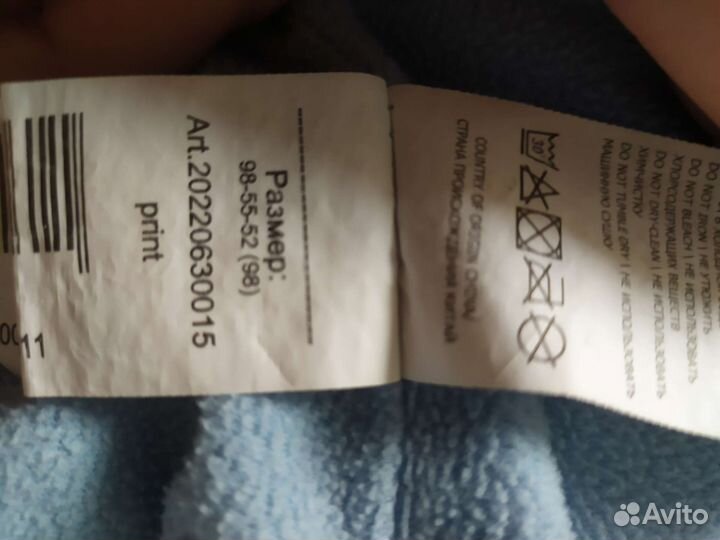 Размер:
98-55-52 (98)
Art.20220630015
print
11
DO NOT IRON \ НЕ УТЮЖИТЬ
DO NOT BLEACH \ НЕ ИСПОЛЬЗОВАТЬ
ХЛОРСОДЕРЖАЩИХ ВЕЩЕСТВ
DO NOT DRY-CLEAN \ НЕ ИСПОЛЬЗОВАТЬ
ХИМЧИСТКУ
DO NOT TUMBLE DRY \ НЕ ИСПОЛЬЗОВАТЬ
МАШИННУЮ СУШКУ
30
COUNTRY OF ORIGIN: CHINA/
СТРАНА ПРОИСХОЖДЕНИЯ: КИТАЙ
Avito